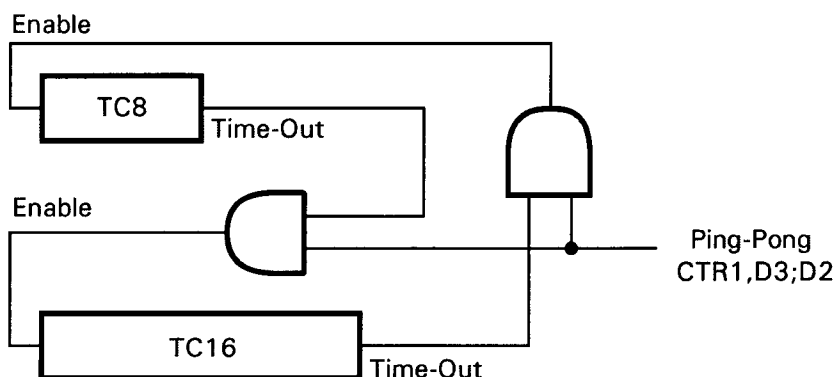 Enable
TC8
Time-Out
Enable
Ping-Pong
CTR1,D3;D2
TC16
Time-Out